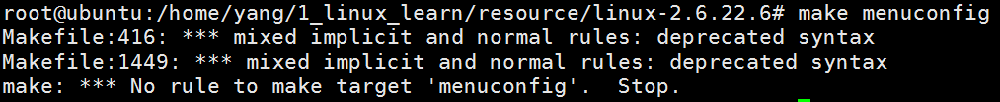 root@ubuntu:/home/yang/1_linux_learn/resource/linux-2.6.22.6# make menuconfig
Makefile:416: *** mixed implicit and normal rules: deprecated syntax
Makefile:1449: *** mixed implicit and normal rules: deprecated syntax
make: *** No rule to make target 'menuconfig'.  Stop.